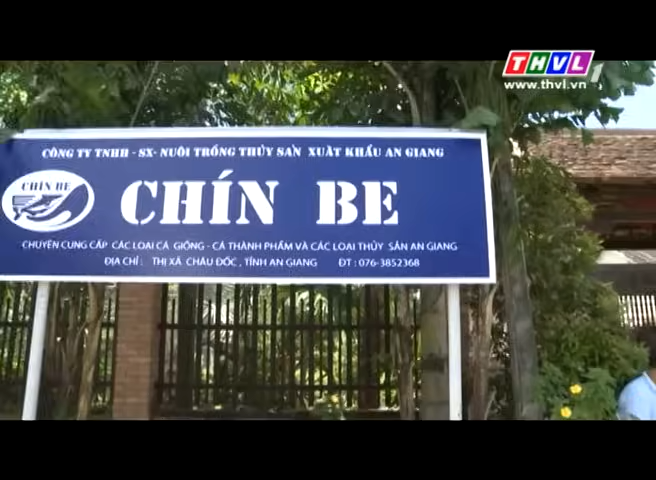 THVL1
www.thvl.vn
CÔNG TY TNHH - SX- NUÔI TRỒNG THỦY SẢN XUẤT KHẨU AN GIANG
CHÍN BE
CHÍN BE
CHUYÊN CUNG CẤP CÁC LOẠI CÁ GIỐNG - CÁ THÀNH PHẨM VÀ CÁC LOẠI THỦY SẢN AN GIANG
ĐỊA CHỈ : THỊ XÃ CHÂU ĐỐC , TỈNH AN GIANG ĐT : 076-3852368